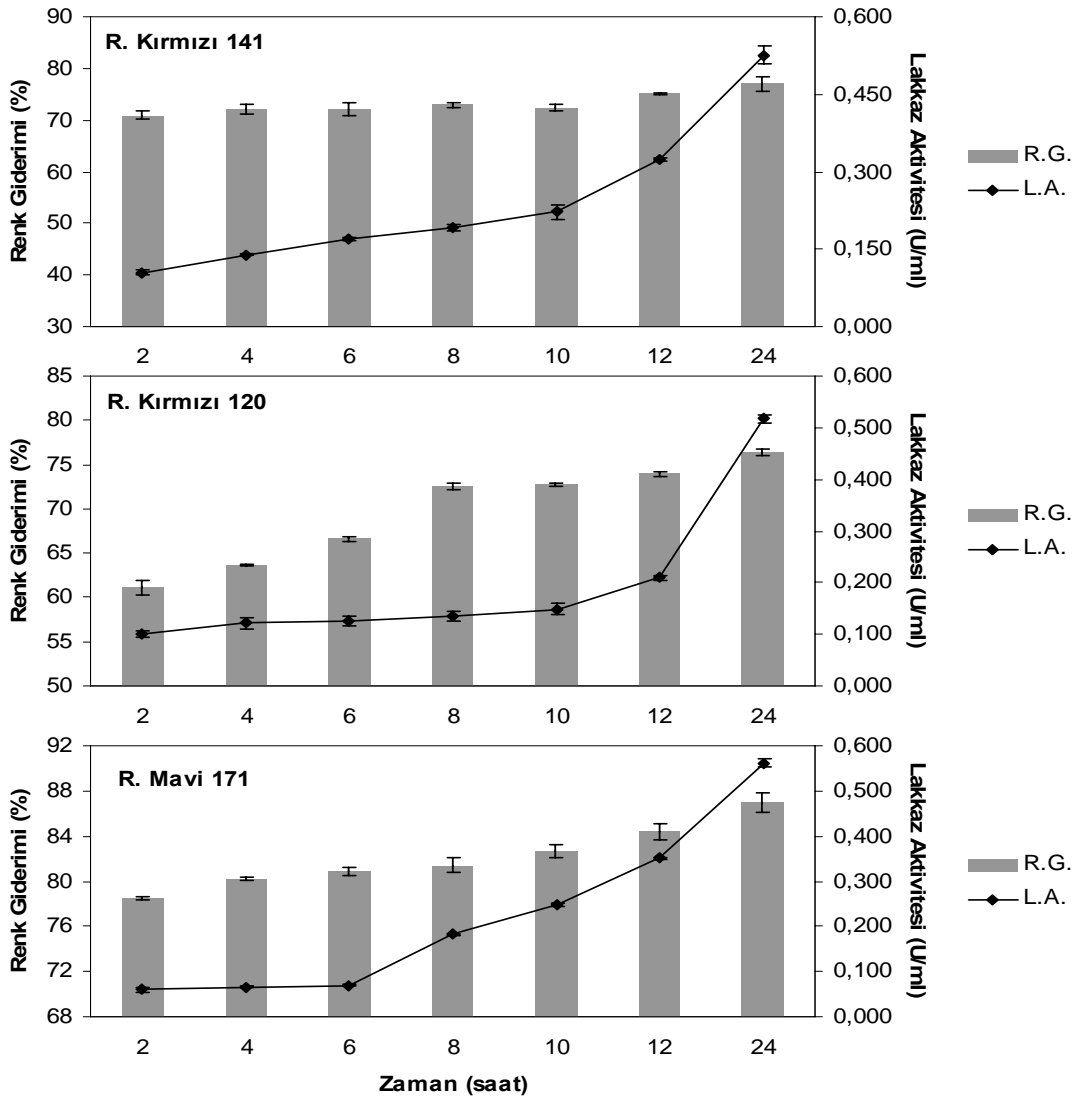 R. Kırmızı 141
Renk Giderimi (%)
90
80
70
60
50
40
30
0,600
0,450
0,300
0,150
0,000
Lakkaz Aktivitesi (U/ml)
2 4 6 8 10 12 24
R.G.
L.A.
R. Kırmızı 120
Renk Giderimi (%)
85
80
75
70
65
60
55
50
0,600
0,500
0,400
0,300
0,200
0,100
0,000
Lakkaz Aktivitesi (U/ml)
2 4 6 8 10 12 24
R.G.
L.A.
R. Mavi 171
Renk Giderimi (%)
92
88
84
80
76
72
68
0,600
0,500
0,400
0,300
0,200
0,100
0,000
Lakkaz Aktivitesi (U/ml)
2 4 6 8 10 12 24
R.G.
L.A.
Zaman (saat)